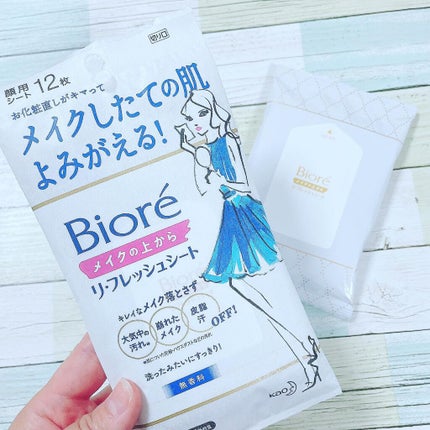 切り口
顔用
シート
12枚
お化粧直しがキマって
メイクしたての肌
よみがえる!
Bioré
メイクの上から
リ・フレッシュシート
キレイなメイク落とさず
大気中の
汚れ※
崩れた
メイク
皮脂
汗
OFF!
洗ったみたいにすっきり!
無香料
Kao
Bioré